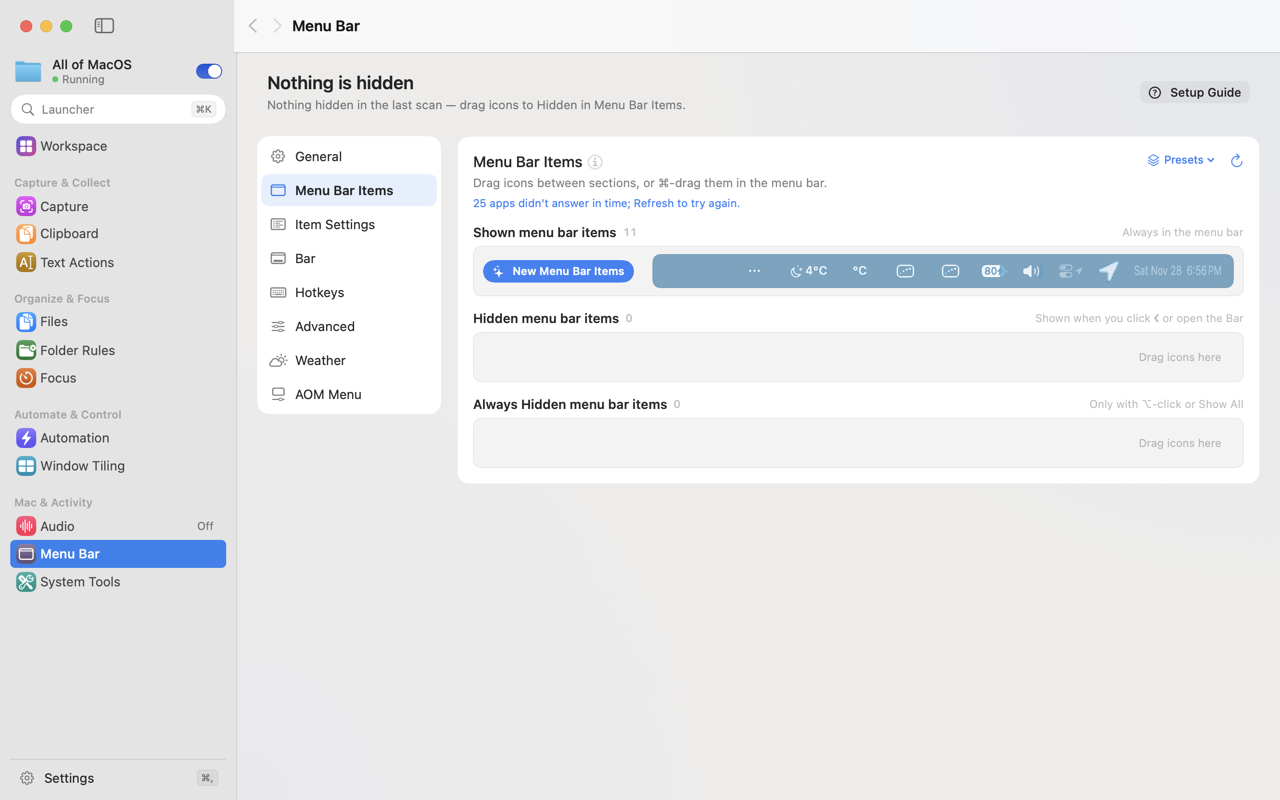 Menu Bar
All of MacOS
Running
Launcher ⌘K
Workspace
Capture & Collect
Capture
Clipboard
Text Actions
Organize & Focus
Files
Folder Rules
Focus
Automate & Control
Automation
Window Tiling
Mac & Activity
Audio Off
Menu Bar
System Tools
Settings ⌘,
Nothing is hidden
Nothing hidden in the last scan — drag icons to Hidden in Menu Bar Items.
Setup Guide
General
Menu Bar Items
Item Settings
Bar
Hotkeys
Advanced
Weather
AOM Menu
Menu Bar Items
Presets
Drag icons between sections, or ⌘-drag them in the menu bar.
25 apps didn't answer in time; Refresh to try again.
Shown menu bar items 11 Always in the menu bar
New Menu Bar Items ··· 4°C °C 80 Sat Nov 28 6:56 PM
Hidden menu bar items 0 Shown when you click ‹ or open the Bar
Drag icons here
Always Hidden menu bar items 0 Only with ⌥-click or Show All
Drag icons here